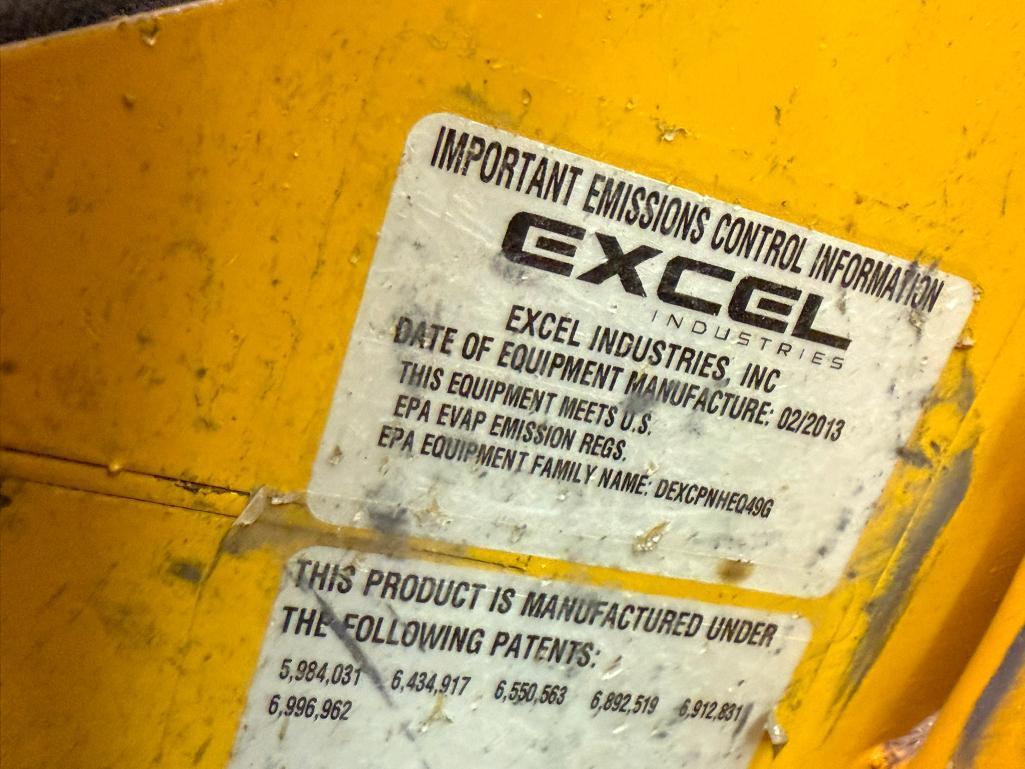 IMPORTANT EMISSIONS CONTROL INFORMATION
EXCEL
INDUSTRIES
EXCEL INDUSTRIES, INC
DATE OF EQUIPMENT MANUFACTURE: 02/2013
THIS EQUIPMENT MEETS U.S.
EPA EVAP EMISSION REGS.
EPA EQUIPMENT FAMILY NAME: DEXCPNHEQ49G
THIS PRODUCT IS MANUFACTURED UNDER
THE FOLLOWING PATENTS:
5,984,031 6,434,917 6,550,563 6,892,519 6,912,831
6,996,962